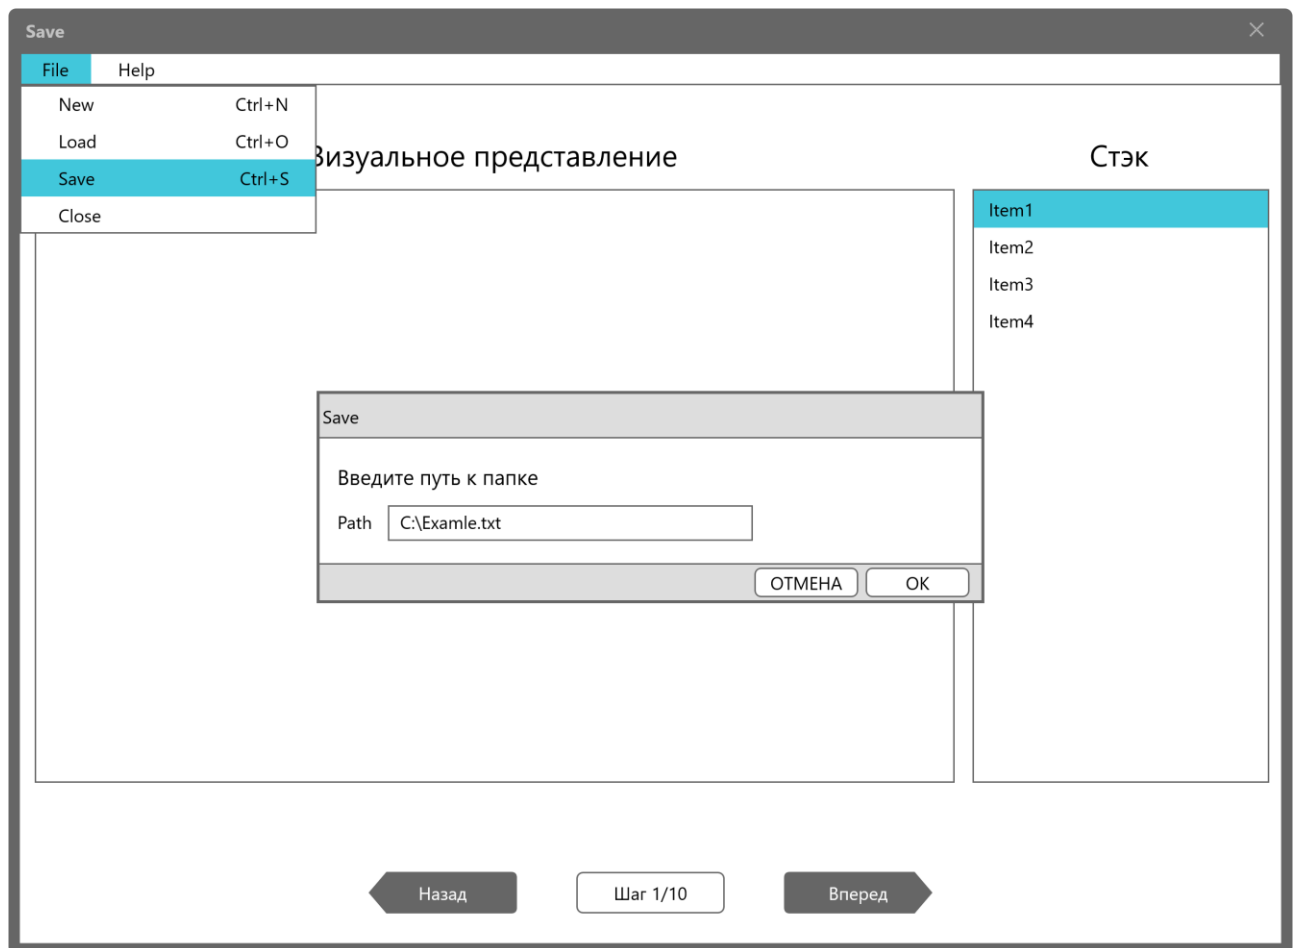 Save
File Help
New Ctrl+N
Load Ctrl+O
Save Ctrl+S
Close
Визуальное представление
Стэк
Item1
Item2
Item3
Item4
Save
Введите путь к папке
Path C:\Examle.txt
ОТМЕНА ОК
Назад Шаг 1/10 Вперед